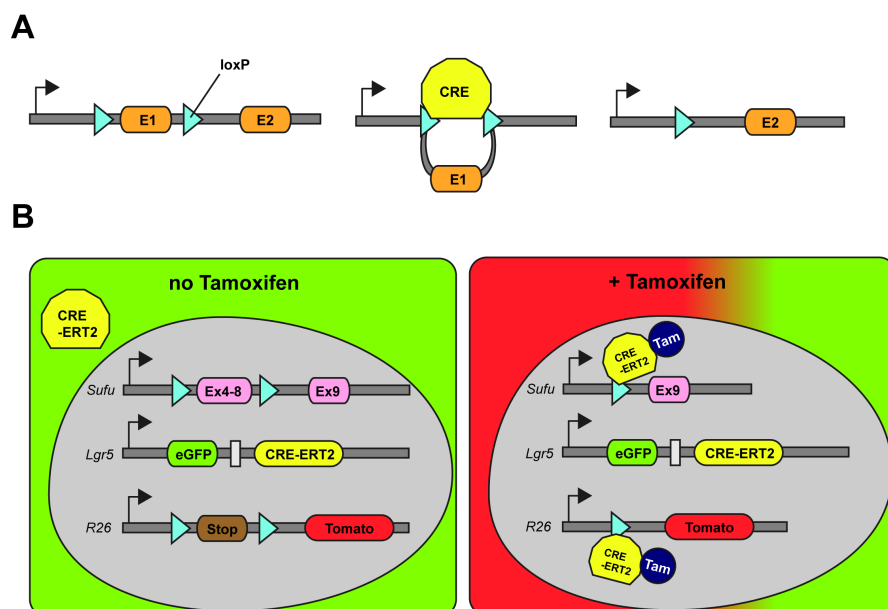 A
loxP
E1
E2
CRE
E1
E2
B
no Tamoxifen
CRE
-ERT2
Sufu
Ex4-8
Ex9
Lgr5
eGFP
CRE-ERT2
R26
Stop
Tomato
+ Tamoxifen
CRE
-ERT2
Tam
Sufu
Ex9
Lgr5
eGFP
CRE-ERT2
R26
Tomato
CRE
-ERT2
Tam